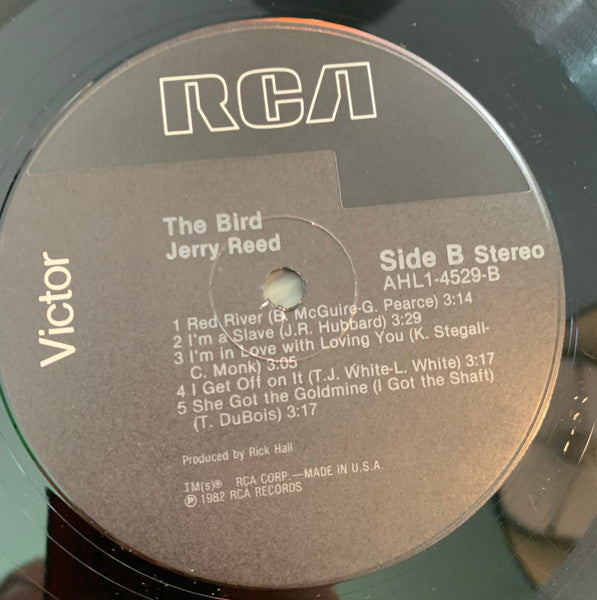 RCA
Victor
The Bird
Jerry Reed
Side B Stereo
AHL1-4529-B
1 Red River (B. McGuire-G. Pearce) 3:14
2 I'm a Slave (J.R. Hubbard) 3:29
3 I'm in Love with Loving You (K. Stegall-
C. Monk) 3:05
4 I Get Off on It (T.J. White-L. White) 3:17
5 She Got the Goldmine (I Got the Shaft)
(T. DuBois) 3:17
Produced by Rick Hall
TM(s)® RCA CORP.—MADE IN U.S.A.
℗ 1982 RCA RECORDS